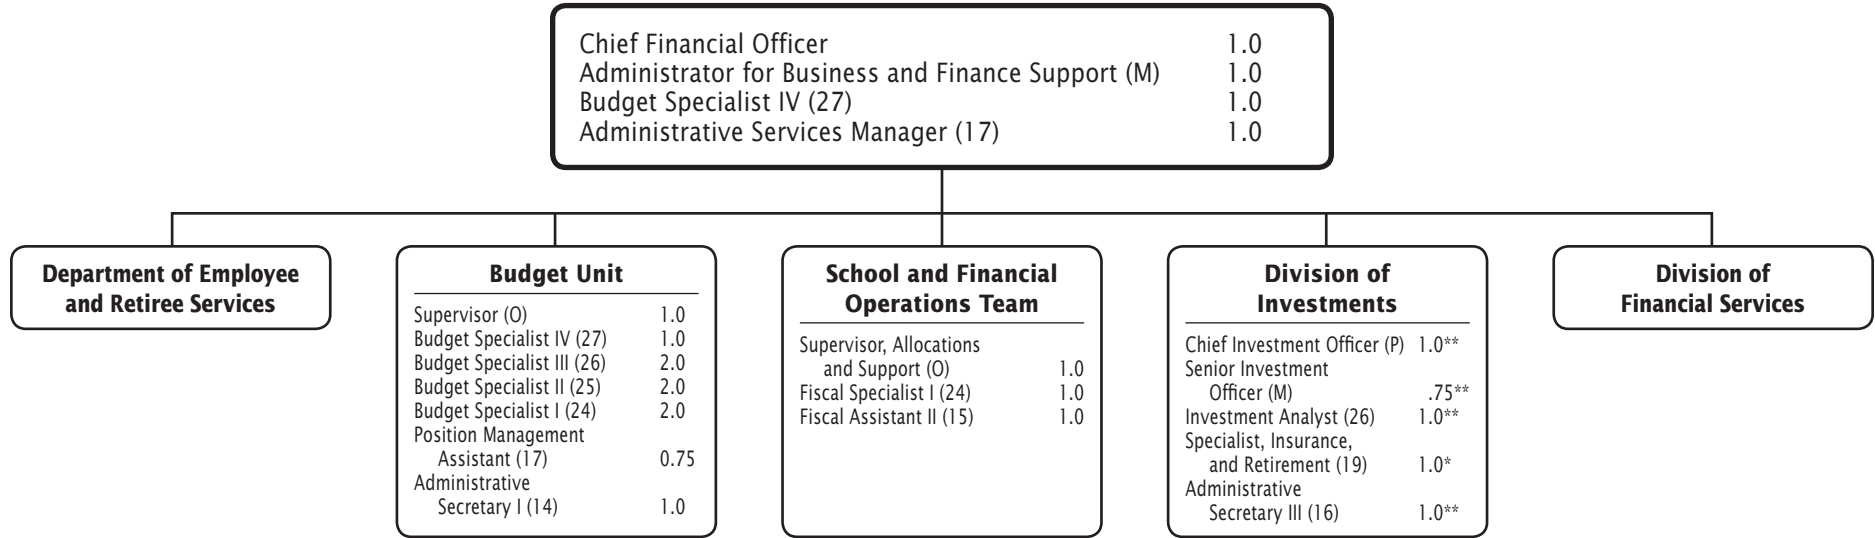 Chief Financial Officer 1.0
Administrator for Business and Finance Support (M) 1.0
Budget Specialist IV (27) 1.0
Administrative Services Manager (17) 1.0
Department of Employee
and Retiree Services
Budget Unit
Supervisor (O) 1.0
Budget Specialist IV (27) 1.0
Budget Specialist III (26) 2.0
Budget Specialist II (25) 2.0
Budget Specialist I (24) 2.0
Position Management
Assistant (17) 0.75
Administrative
Secretary I (14) 1.0
School and Financial
Operations Team
Supervisor, Allocations
and Support (O) 1.0
Fiscal Specialist I (24) 1.0
Fiscal Assistant II (15) 1.0
Division of
Investments
Chief Investment Officer (P) 1.0**
Senior Investment
Officer (M) .75**
Investment Analyst (26) 1.0**
Specialist, Insurance,
and Retirement (19) 1.0*
Administrative
Secretary III (16) 1.0**
Division of
Financial Services